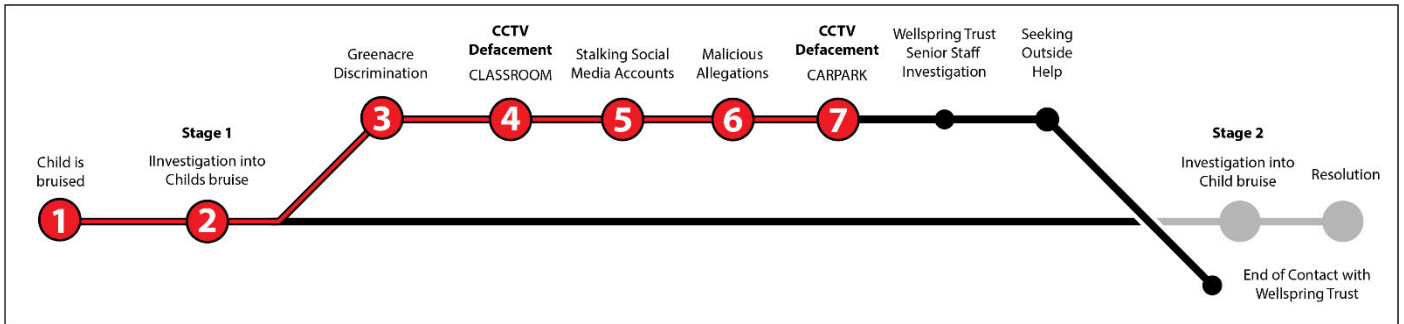 Child is
bruised
1
Stage 1
IInvestigation into
Childs bruise
2
Greenacre
Discrimination
3
CCTV
Defacement
CLASSROOM
4
Stalking Social
Media Accounts
5
Malicious
Allegations
6
CCTV
Defacement
CARPARK
7
Wellspring Trust
Senior Staff
Investigation
Seeking
Outside
Help
Stage 2
Investigation into
Child bruise
Resolution
End of Contact with
Wellspring Trust